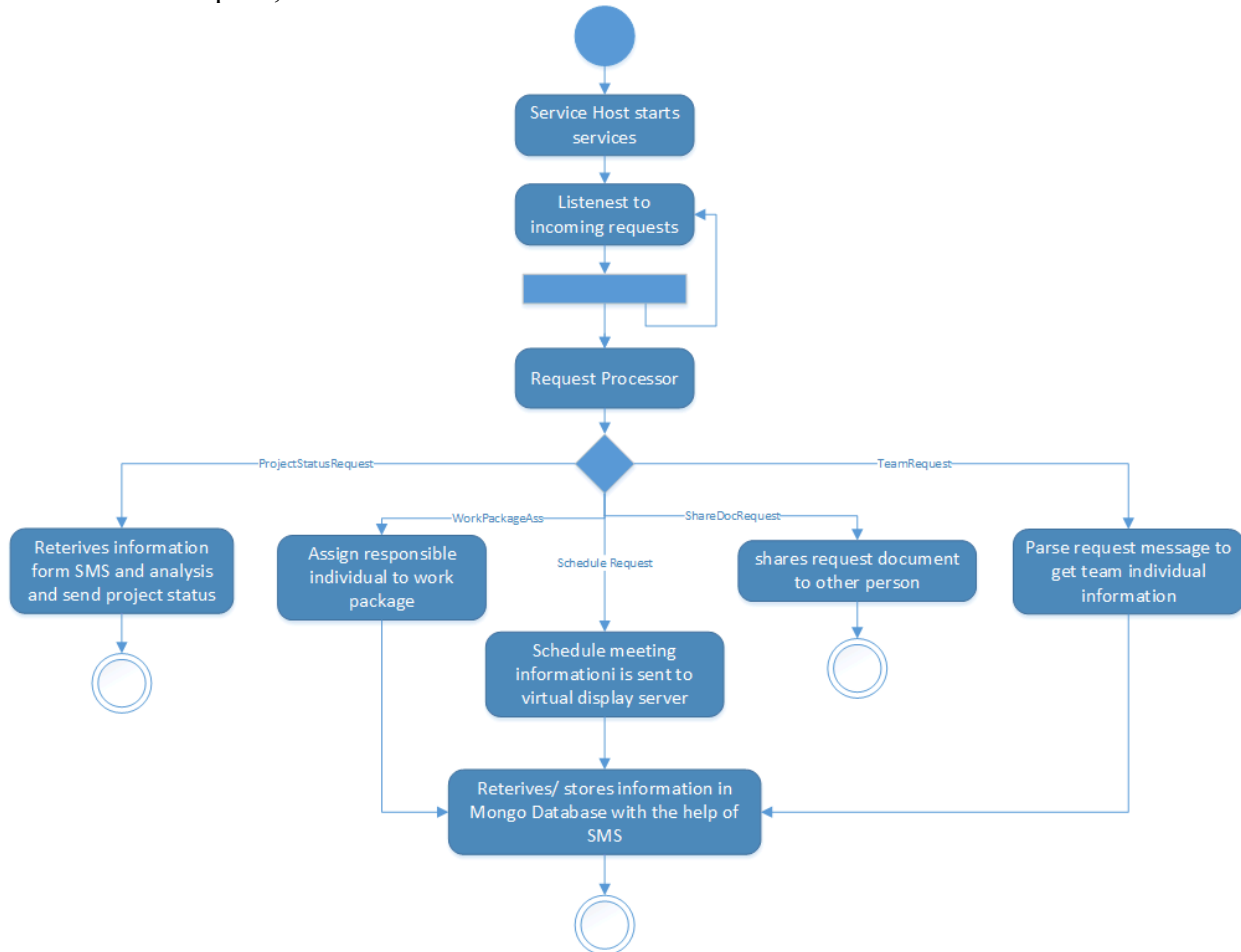 Service Host starts
services
Listenest to
incoming requests
Request Processor
ProjectStatusRequest
TeamRequest
WorkPackageAss
ShareDocRequest
Schedule Request
Reterives information
form SMS and analysis
and send project status
Assign responsible
individual to work
package
shares request document
to other person
Parse request message to
get team individual
information
Schedule meeting
informationi is sent to
virtual display server
Reterives/ stores information in
Mongo Database with the help of
SMS